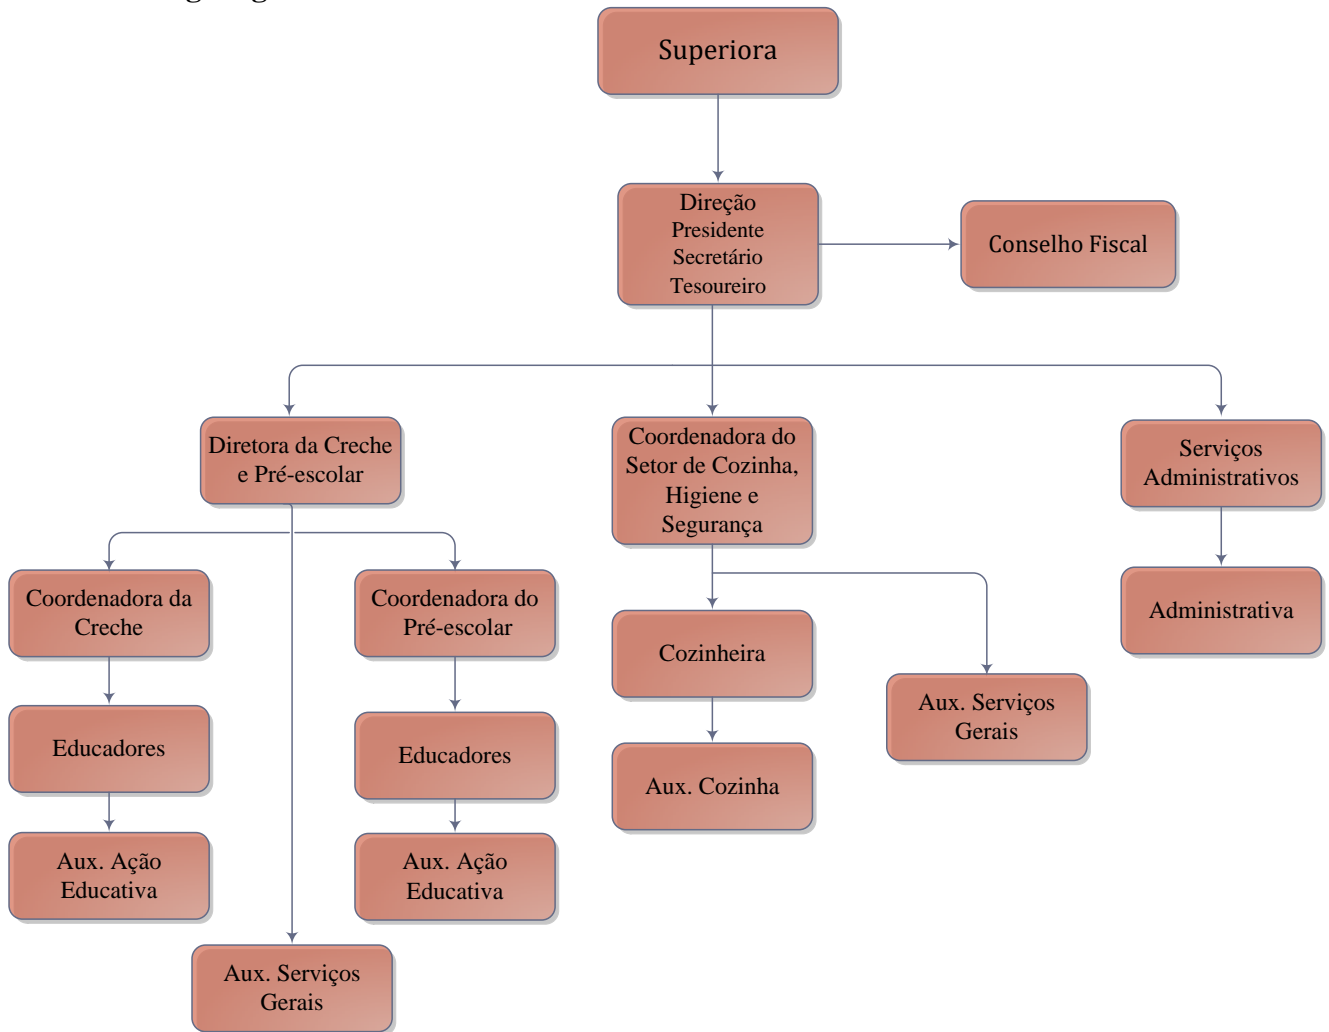 Superiora
Direção
Presidente
Secretário
Tesoureiro
Conselho Fiscal
Diretora da Creche
e Pré-escolar
Coordenadora do
Setor de Cozinha,
Higiene e
Segurança
Serviços
Administrativos
Coordenadora da
Creche
Coordenadora do
Pré-escolar
Cozinheira
Administrativa
Aux. Serviços
Gerais
Educadores
Educadores
Aux. Cozinha
Aux. Ação
Educativa
Aux. Ação
Educativa
Aux. Serviços
Gerais